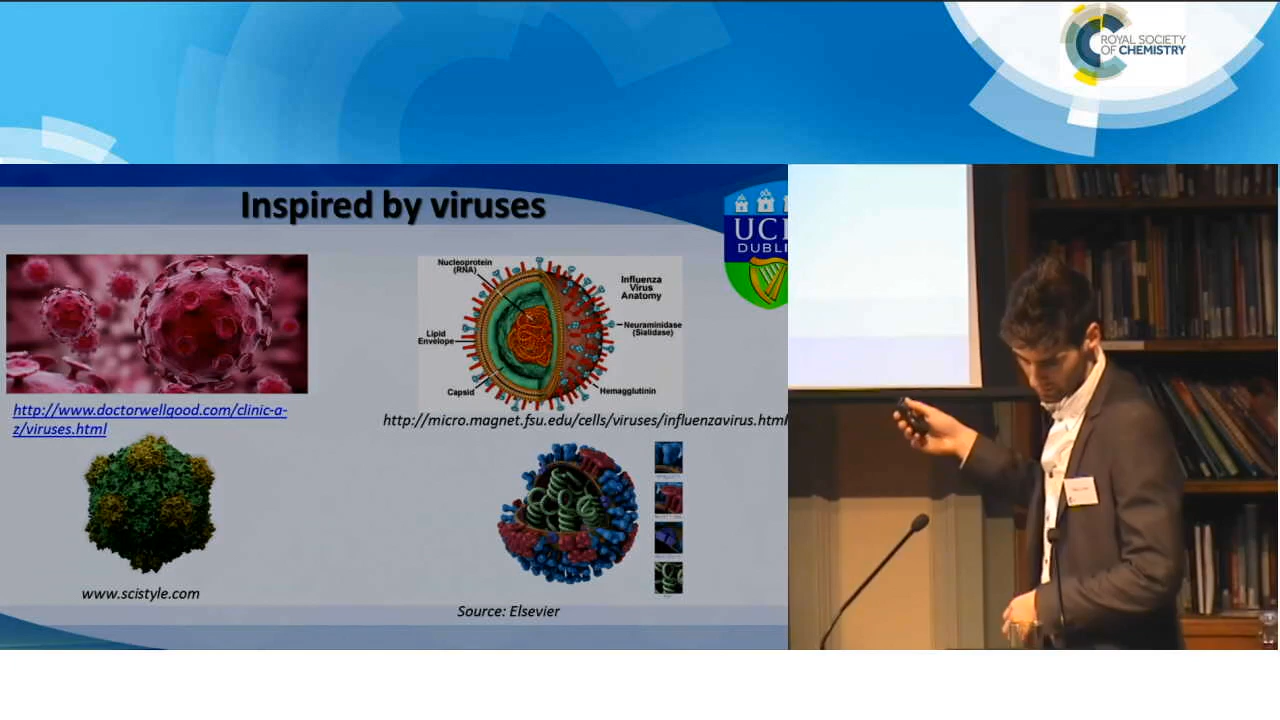 ROYAL SOCIETY
OF CHEMISTRY
Inspired by viruses
UCD
DUBLI
Nucleoprotein
(RNA)
Influenza
Virus
Anatomy
Neuraminidase
(Sialidase)
Lipid
Envelope
Capsid
Hemagglutinin
http://www.doctorwellgood.com/clinic-a-
z/viruses.html
http://micro.magnet.fsu.edu/cells/viruses/influenzavirus.html
www.scistyle.com
Source: Elsevier